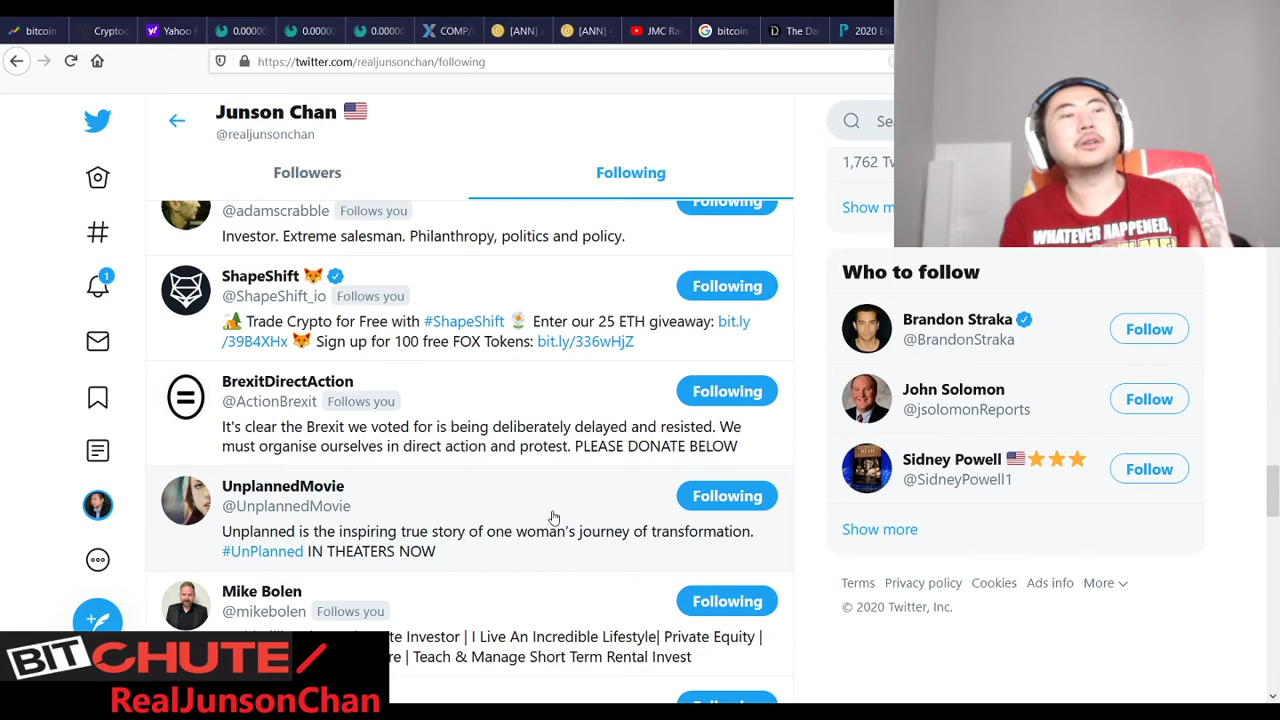 bitcoin
Crypto
Yahoo
0.00000
0.00000
0.00000
COMP/
[ANN]
[ANN]
JMC Ra
bitcoin
The Da
2020 El
https://twitter.com/realjunsonchan/following
Junson Chan
@realjunsonchan
Followers
Following
@adamscrabble Follows you
Following
Investor. Extreme salesman. Philanthropy, politics and policy.
ShapeShift
@ShapeShift_io Follows you
Following
Trade Crypto for Free with #ShapeShift Enter our 25 ETH giveaway: bit.ly
/39B4XHx Sign up for 100 free FOX Tokens: bit.ly/336wHjZ
BrexitDirectAction
@ActionBrexit Follows you
Following
It's clear the Brexit we voted for is being deliberately delayed and resisted. We
must organise ourselves in direct action and protest. PLEASE DONATE BELOW
UnplannedMovie
@UnplannedMovie
Following
Unplanned is the inspiring true story of one woman's journey of transformation.
#UnPlanned IN THEATERS NOW
Mike Bolen
@mikebolen Follows you
Following
te Investor | I Live An Incredible Lifestyle| Private Equity |
re | Teach & Manage Short Term Rental Invest
1
Sea
1,762 Tw
Show m
Who to follow
Brandon Straka
@BrandonStraka
Follow
John Solomon
@jsolomonReports
Follow
Sidney Powell
@SidneyPowell1
Follow
Show more
Terms Privacy policy Cookies Ads info More
© 2020 Twitter, Inc.
WHATEVER HAPPENED,
BITCHUTE
RealJunsonChan